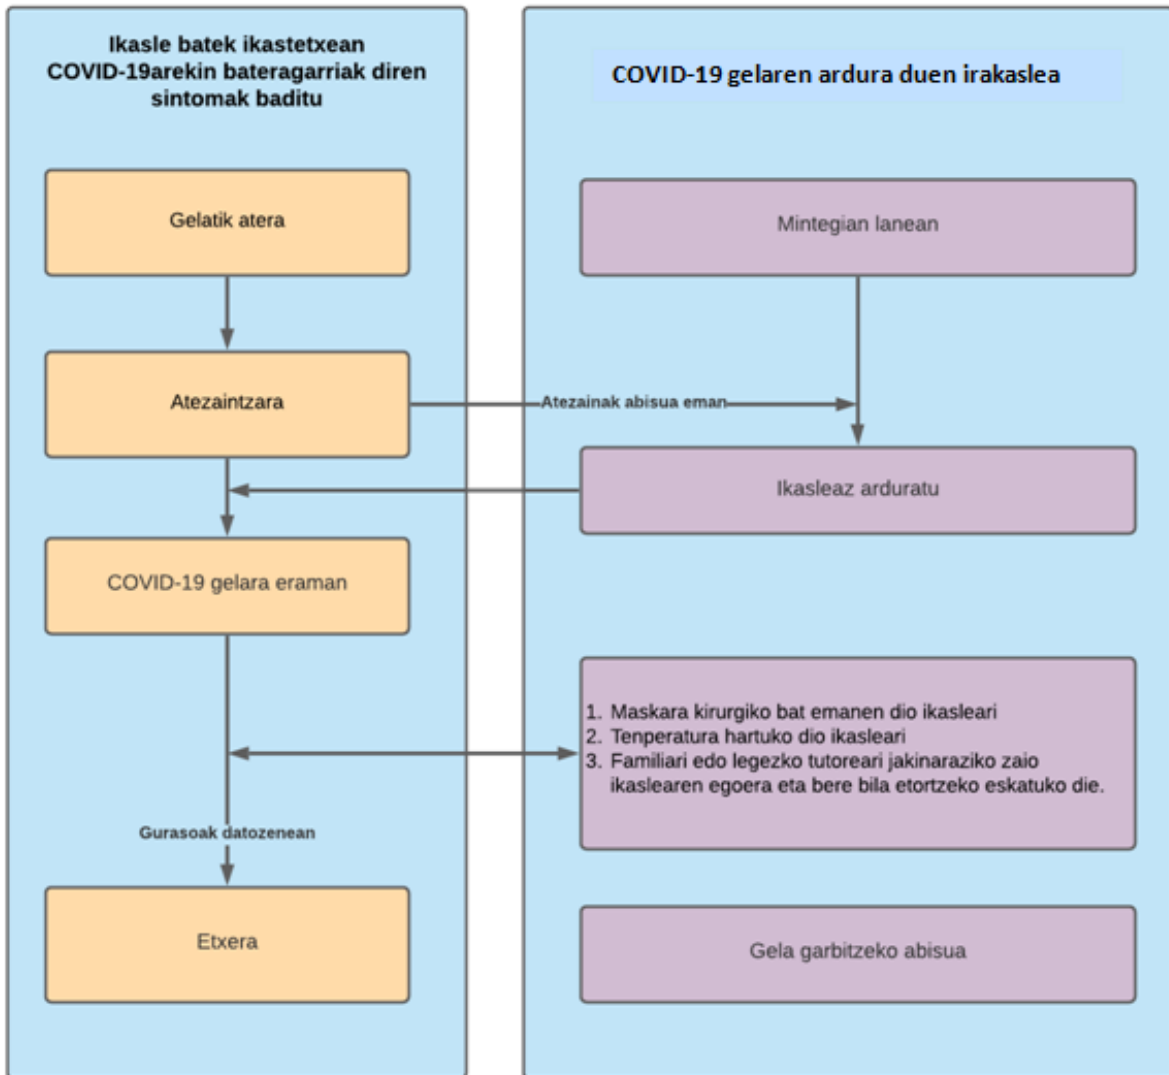 Ikasle batek ikastetxean
COVID-19arekin bateragarriak diren
sintomak baditu
Gelatik atera
Atezaintzara
COVID-19 gelara eraman
Gurasoak datozenean
Etxera
COVID-19 gelaren ardura duen irakaslea
Mintegian lanean
Atezainak abisua eman
Ikasleaz arduratu
1. Maskara kirurgiko bat emanen dio ikasleari
2. Tenperatura hartuko dio ikasleari
3. Familiari edo legezko tutoreari jakinaraziko zaio
ikaslearen egoera eta bere bila etortzeko eskatuko die.
Gela garbitzeko abisua